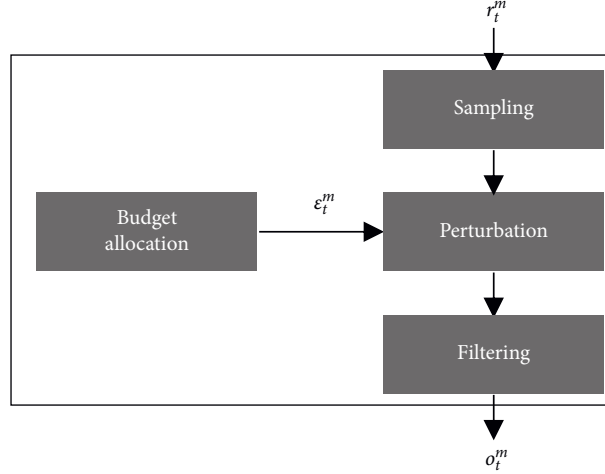 r_t^m
Sampling
Budget
allocation
ε_t^m
Perturbation
Filtering
o_t^m